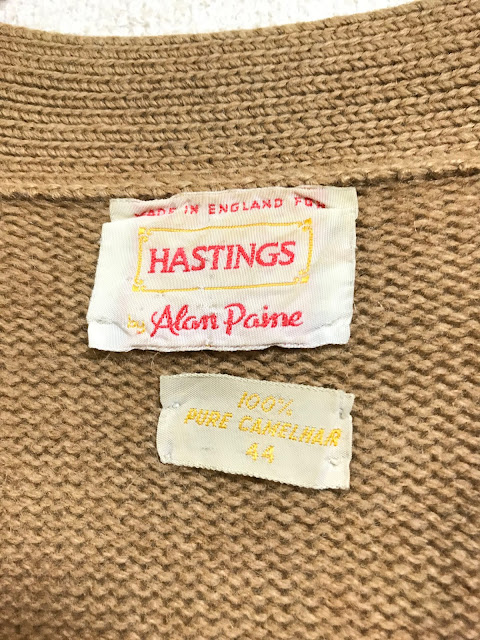 MADE IN ENGLAND FOR
HASTINGS
by Alan Paine
100%
PURE CAMELHAIR
44